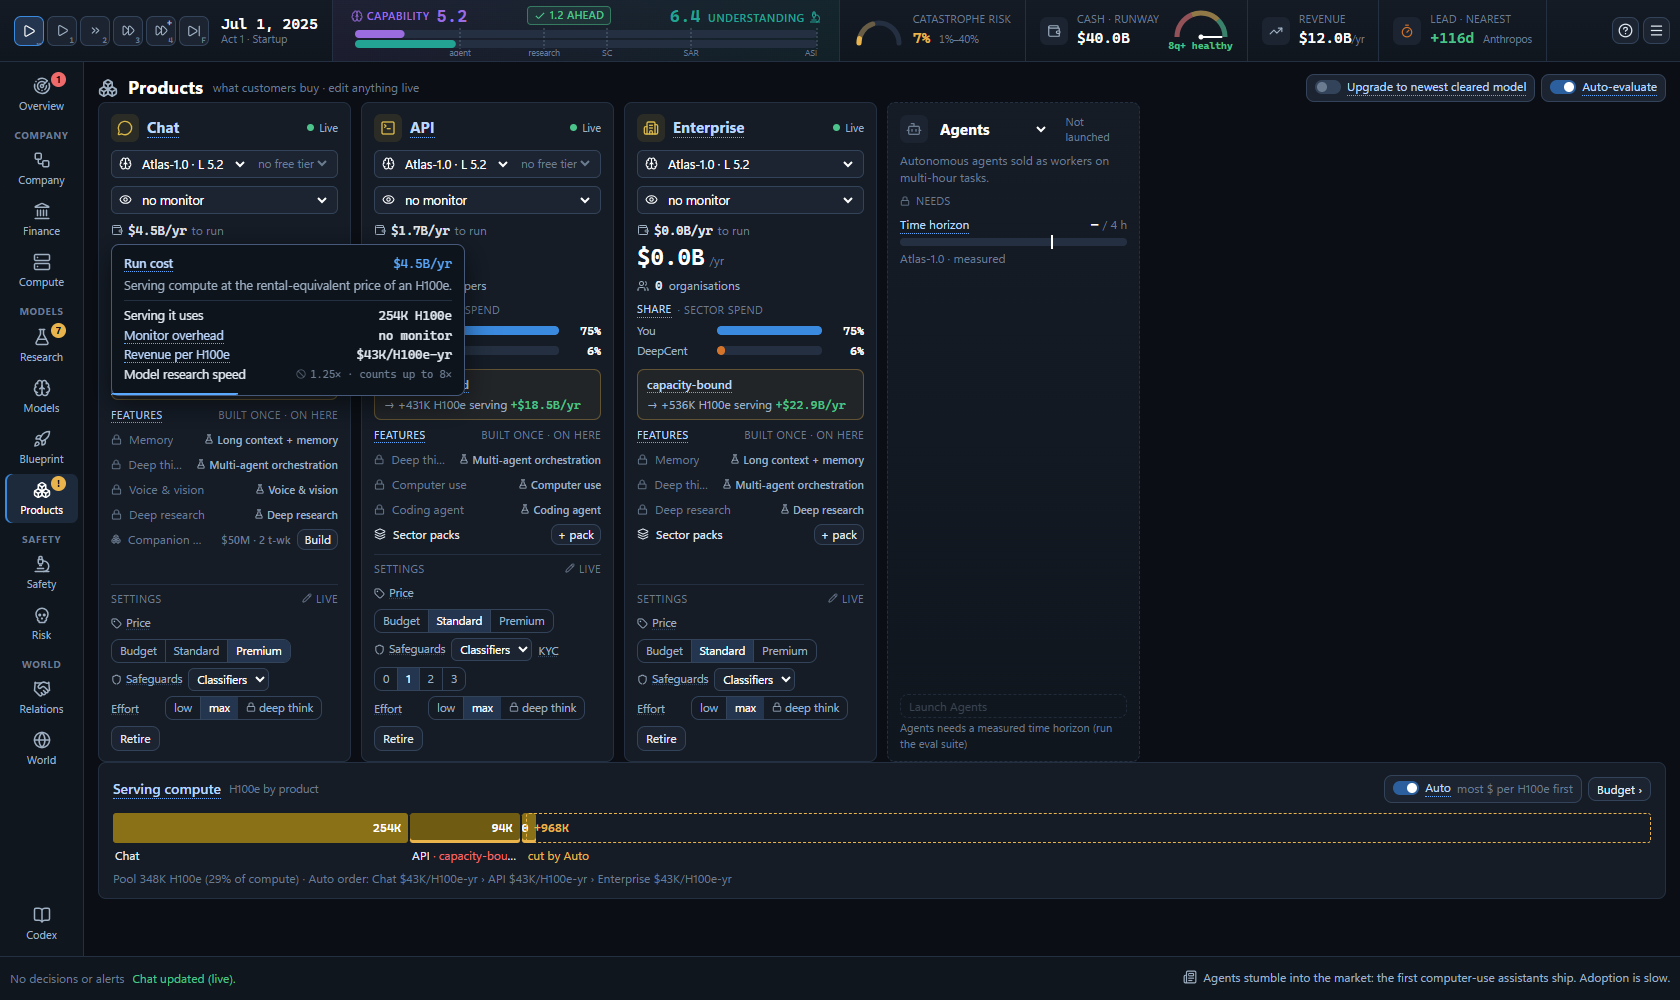 Jul 1, 2025
Act 1 · Startup
1
2
3
4
F
CAPABILITY 5.2
1.2 AHEAD
6.4 UNDERSTANDING
agent
research
SC
SAR
ASI
CATASTROPHE RISK
7% 1%–40%
CASH · RUNWAY
$40.0B
8q+ healthy
REVENUE
$12.0B/yr
LEAD · NEAREST
+116d Anthropos
1
Overview
COMPANY
Company
Finance
Compute
MODELS
7
Research
Models
Blueprint
!
Products
SAFETY
Safety
Risk
WORLD
Relations
World
Codex
Products what customers buy · edit anything live
Upgrade to newest cleared model
Auto-evaluate
Chat
Live
Atlas-1.0 · L 5.2
no free tier
no monitor
$4.5B/yr to run
Run cost $4.5B/yr
Serving compute at the rental-equivalent price of an H100e.
Serving it uses 254K H100e
Monitor overhead no monitor
Revenue per H100e $43K/H100e-yr
Model research speed 1.25× · counts up to 8×
FEATURES BUILT ONCE · ON HERE
Memory Long context + memory
Deep thi... Multi-agent orchestration
Voice & vision Voice & vision
Deep research Deep research
Companion ... $50M · 2 t-wk Build
SETTINGS LIVE
Price
Budget Standard Premium
Safeguards Classifiers
Effort low max deep think
Retire
API
Live
Atlas-1.0 · L 5.2
no free tier
no monitor
$1.7B/yr to run
pers
SPEND
75%
6%
d
→ +431K H100e serving +$18.5B/yr
FEATURES BUILT ONCE · ON HERE
Deep thi... Multi-agent orchestration
Computer use Computer use
Coding agent Coding agent
Sector packs + pack
SETTINGS LIVE
Price
Budget Standard Premium
Safeguards Classifiers KYC
0 1 2 3
Effort low max deep think
Retire
Enterprise
Live
Atlas-1.0 · L 5.2
no monitor
$0.0B/yr to run
$0.0B /yr
0 organisations
SHARE · SECTOR SPEND
You 75%
DeepCent 6%
capacity-bound
→ +536K H100e serving +$22.9B/yr
FEATURES BUILT ONCE · ON HERE
Memory Long context + memory
Deep thi... Multi-agent orchestration
Deep research Deep research
Sector packs + pack
SETTINGS LIVE
Price
Budget Standard Premium
Safeguards Classifiers
Effort low max deep think
Retire
Agents
Not launched
Autonomous agents sold as workers on
multi-hour tasks.
NEEDS
Time horizon – / 4 h
Atlas-1.0 · measured
Launch Agents
Agents needs a measured time horizon (run
the eval suite)
Serving compute H100e by product
Auto most $ per H100e first
Budget ›
254K
94K
0
+968K
Chat
API · capacity-bou...
cut by Auto
Pool 348K H100e (29% of compute) · Auto order: Chat $43K/H100e-yr › API $43K/H100e-yr › Enterprise $43K/H100e-yr
No decisions or alerts Chat updated (live).
Agents stumble into the market: the first computer-use assistants ship. Adoption is slow.